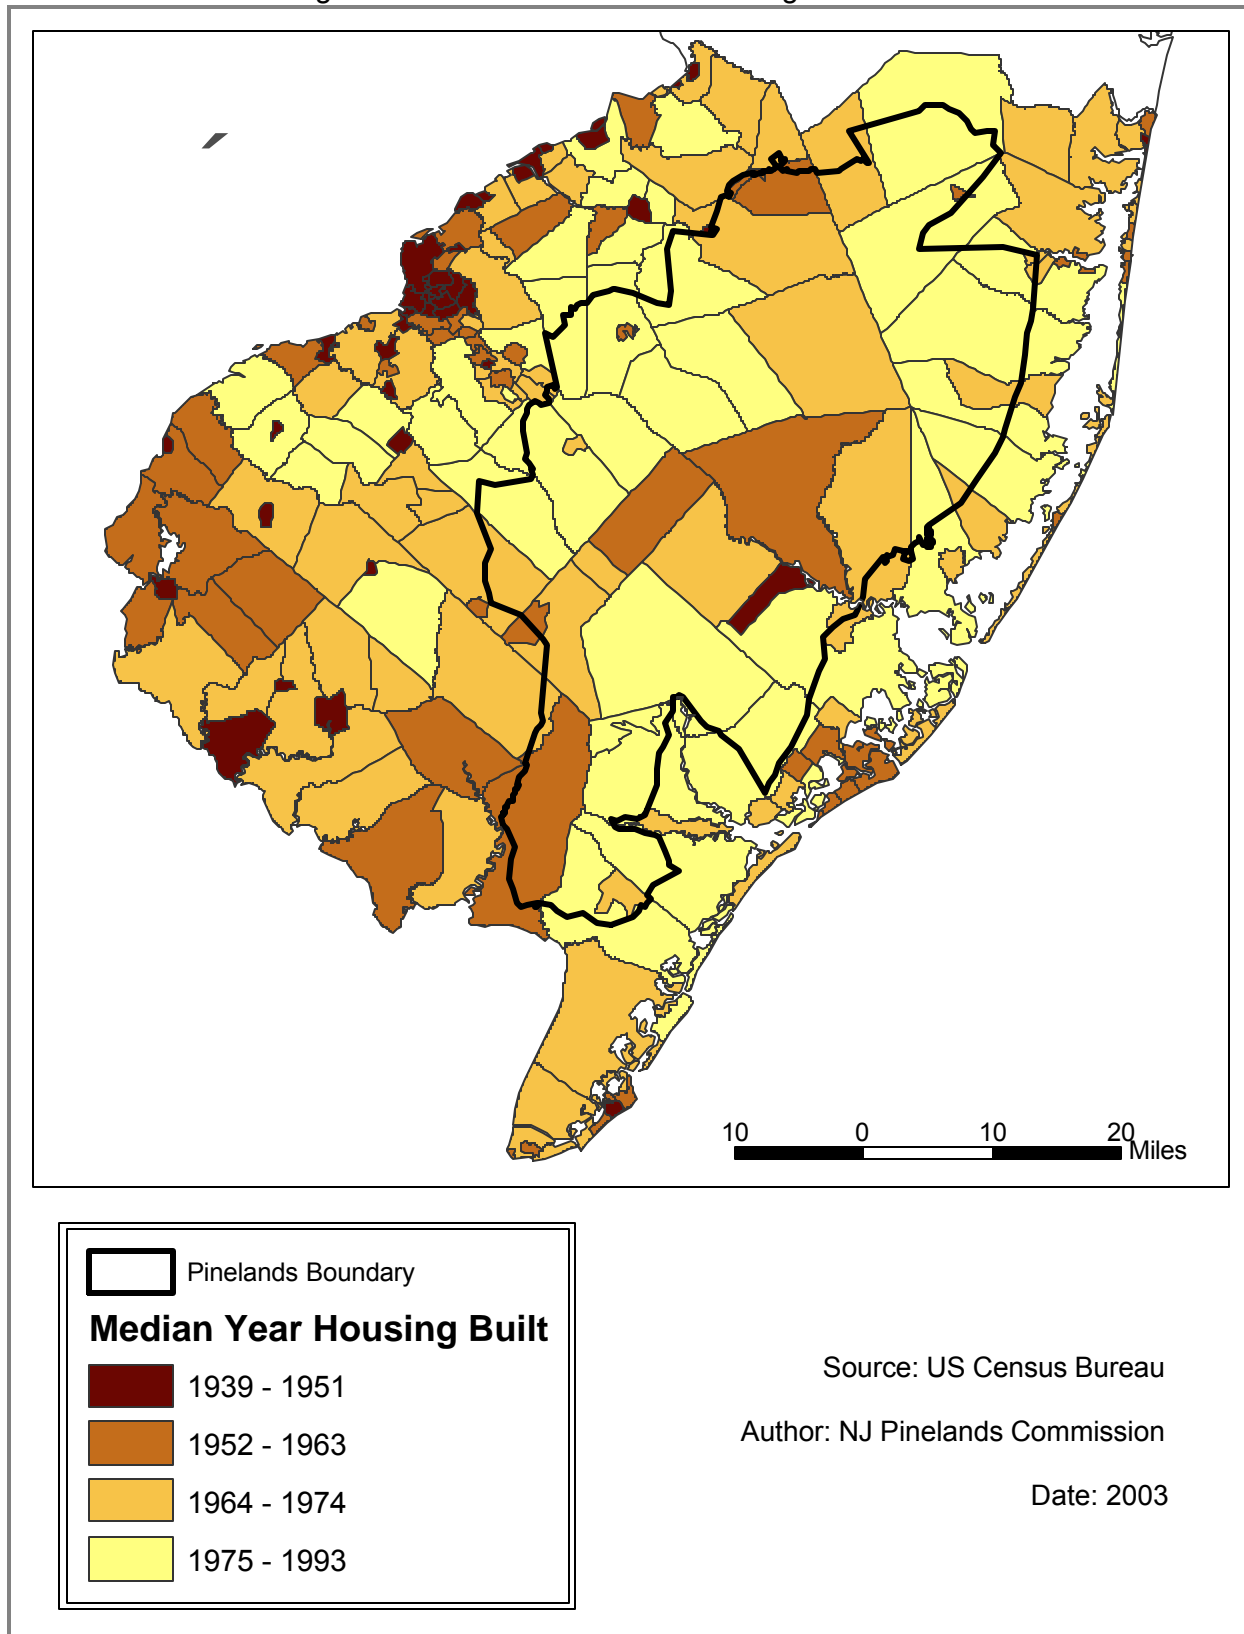 10 0 10 20
Miles
Pinelands Boundary
Median Year Housing Built
1939 - 1951
1952 - 1963
1964 - 1974
1975 - 1993
Source: US Census Bureau
Author: NJ Pinelands Commission
Date: 2003